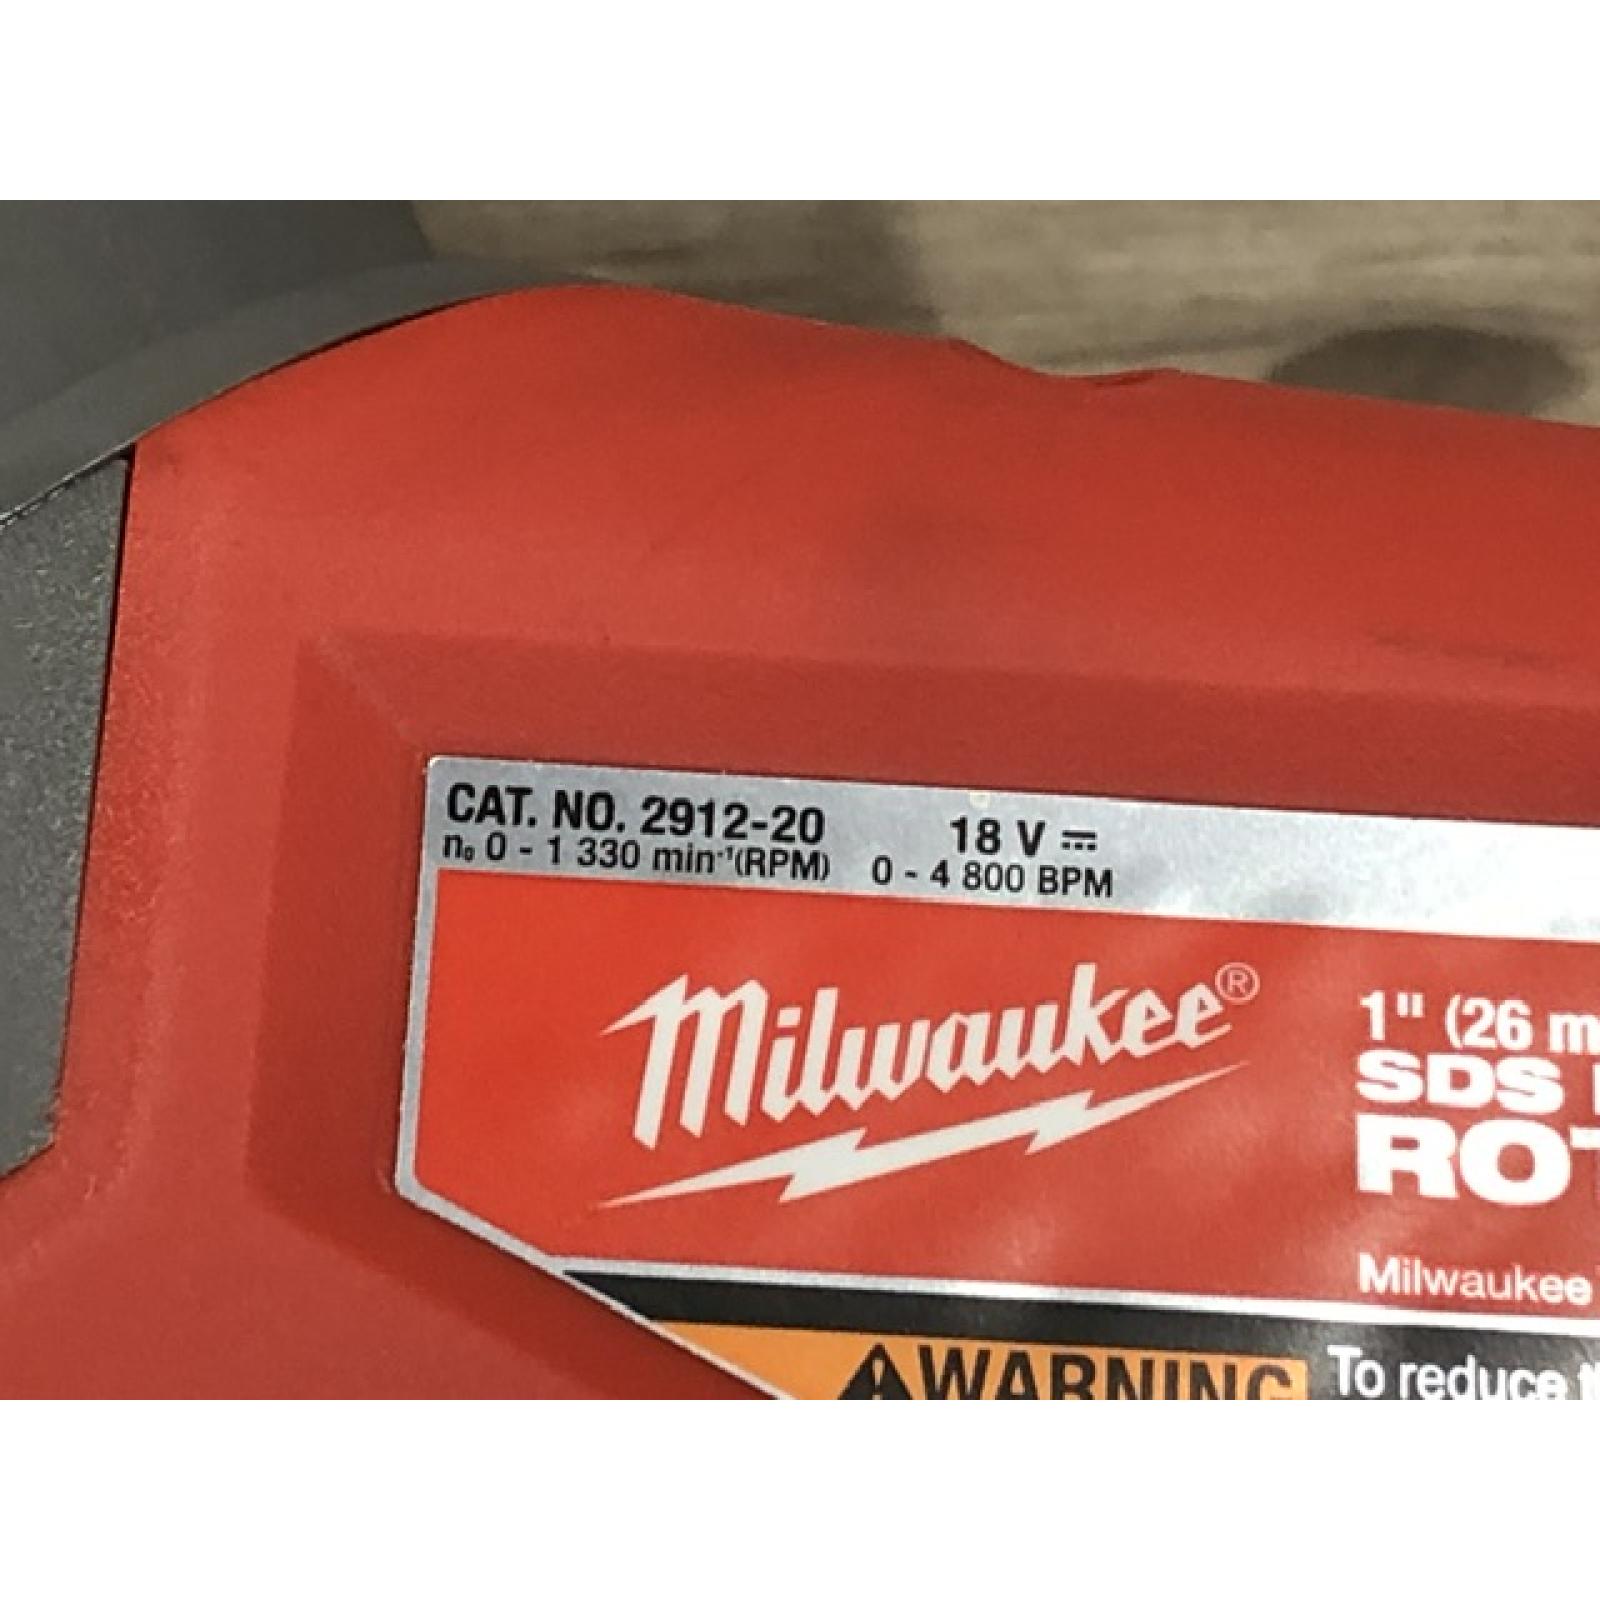 CAT. NO. 2912-20 18 V ⎓
n₀ 0 - 1 330 min⁻¹(RPM) 0 - 4 800 BPM
Milwaukee®
1" (26 m
SDS
ROT
Milwaukee
⚠WARNING To reduce